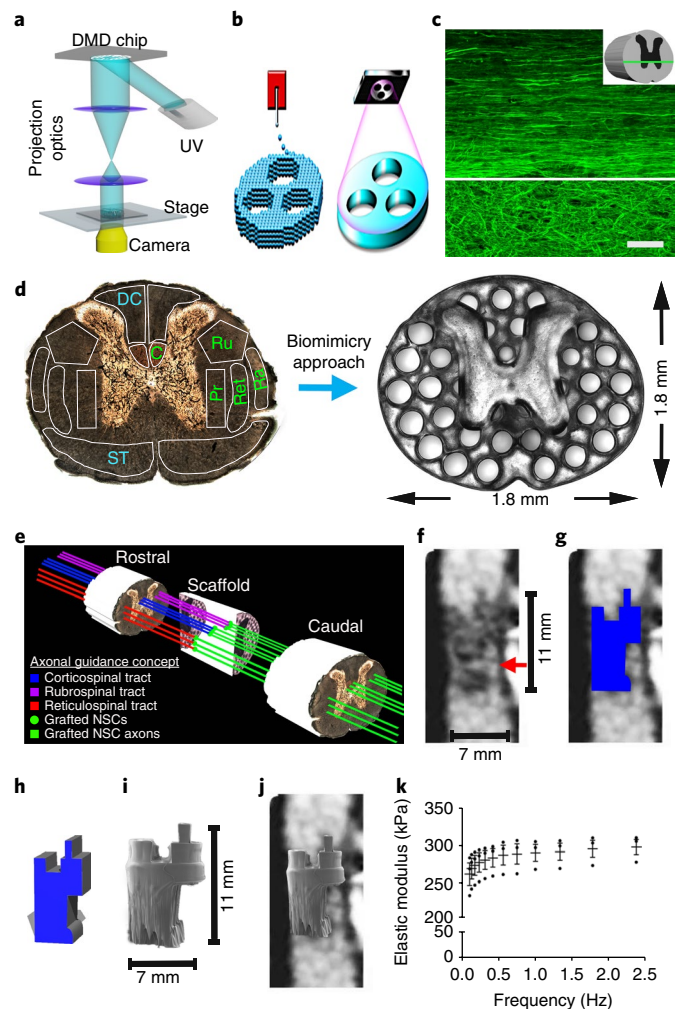 a
DMD chip
Projection
optics
UV
Stage
Camera
b
c
d
DC
C
Ru
Pr
Ret
Ra
ST
Biomimicry
approach
1.8 mm
1.8 mm
e
Rostral
Scaffold
Caudal
Axonal guidance concept
Corticospinal tract
Rubrospinal tract
Reticulospinal tract
Grafted NSCs
Grafted NSC axons
f
11 mm
7 mm
g
h
i
11 mm
7 mm
j
k
Elastic modulus (kPa)
350
300
250
200
50
0
0.0 0.5 1.0 1.5 2.0 2.5
Frequency (Hz)